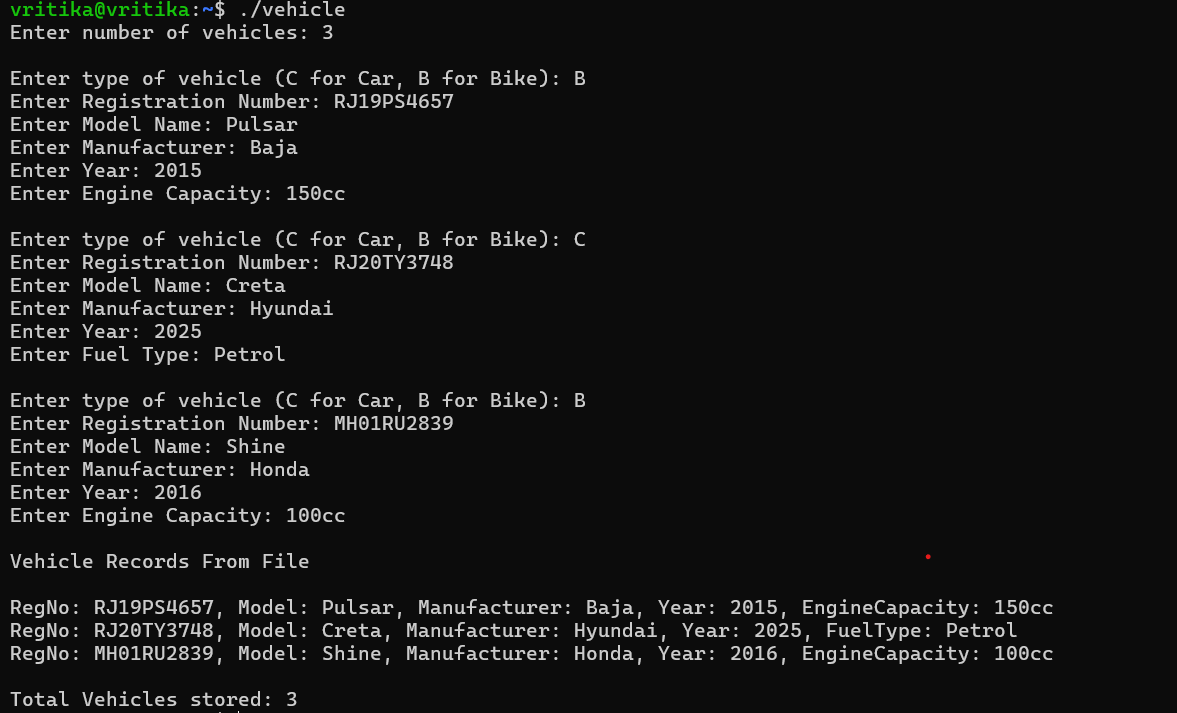 vritika@vritika:~$ ./vehicle
Enter number of vehicles: 3
Enter type of vehicle (C for Car, B for Bike): B
Enter Registration Number: RJ19PS4657
Enter Model Name: Pulsar
Enter Manufacturer: Baja
Enter Year: 2015
Enter Engine Capacity: 150cc
Enter type of vehicle (C for Car, B for Bike): C
Enter Registration Number: RJ20TY3748
Enter Model Name: Creta
Enter Manufacturer: Hyundai
Enter Year: 2025
Enter Fuel Type: Petrol
Enter type of vehicle (C for Car, B for Bike): B
Enter Registration Number: MH01RU2839
Enter Model Name: Shine
Enter Manufacturer: Honda
Enter Year: 2016
Enter Engine Capacity: 100cc
Vehicle Records From File
RegNo: RJ19PS4657, Model: Pulsar, Manufacturer: Baja, Year: 2015, EngineCapacity: 150cc
RegNo: RJ20TY3748, Model: Creta, Manufacturer: Hyundai, Year: 2025, FuelType: Petrol
RegNo: MH01RU2839, Model: Shine, Manufacturer: Honda, Year: 2016, EngineCapacity: 100cc
Total Vehicles stored: 3